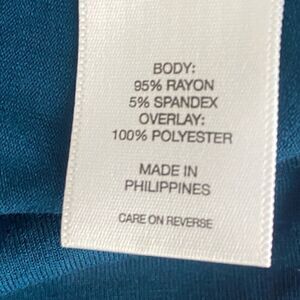 BODY:
95% RAYON
5% SPANDEX
OVERLAY:
100% POLYESTER
MADE IN
PHILIPPINES
CARE ON REVERSE